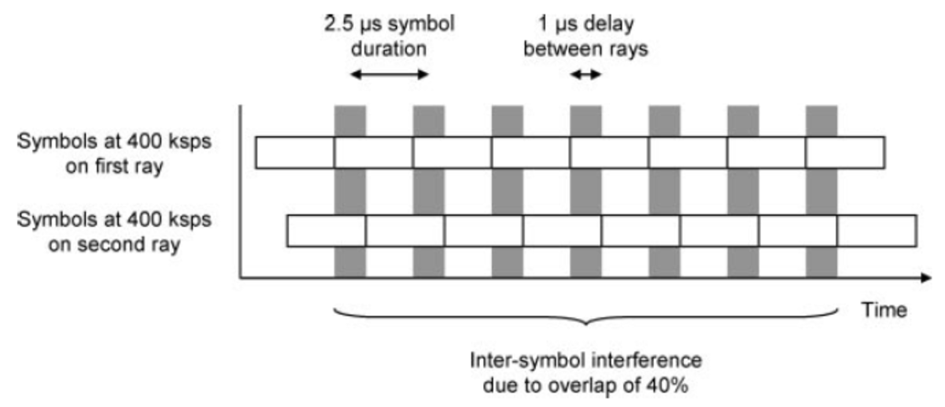 2.5 µs symbol
duration
1 µs delay
between rays
Symbols at 400 ksps
on first ray
Symbols at 400 ksps
on second ray
Time
Inter-symbol interference
due to overlap of 40%